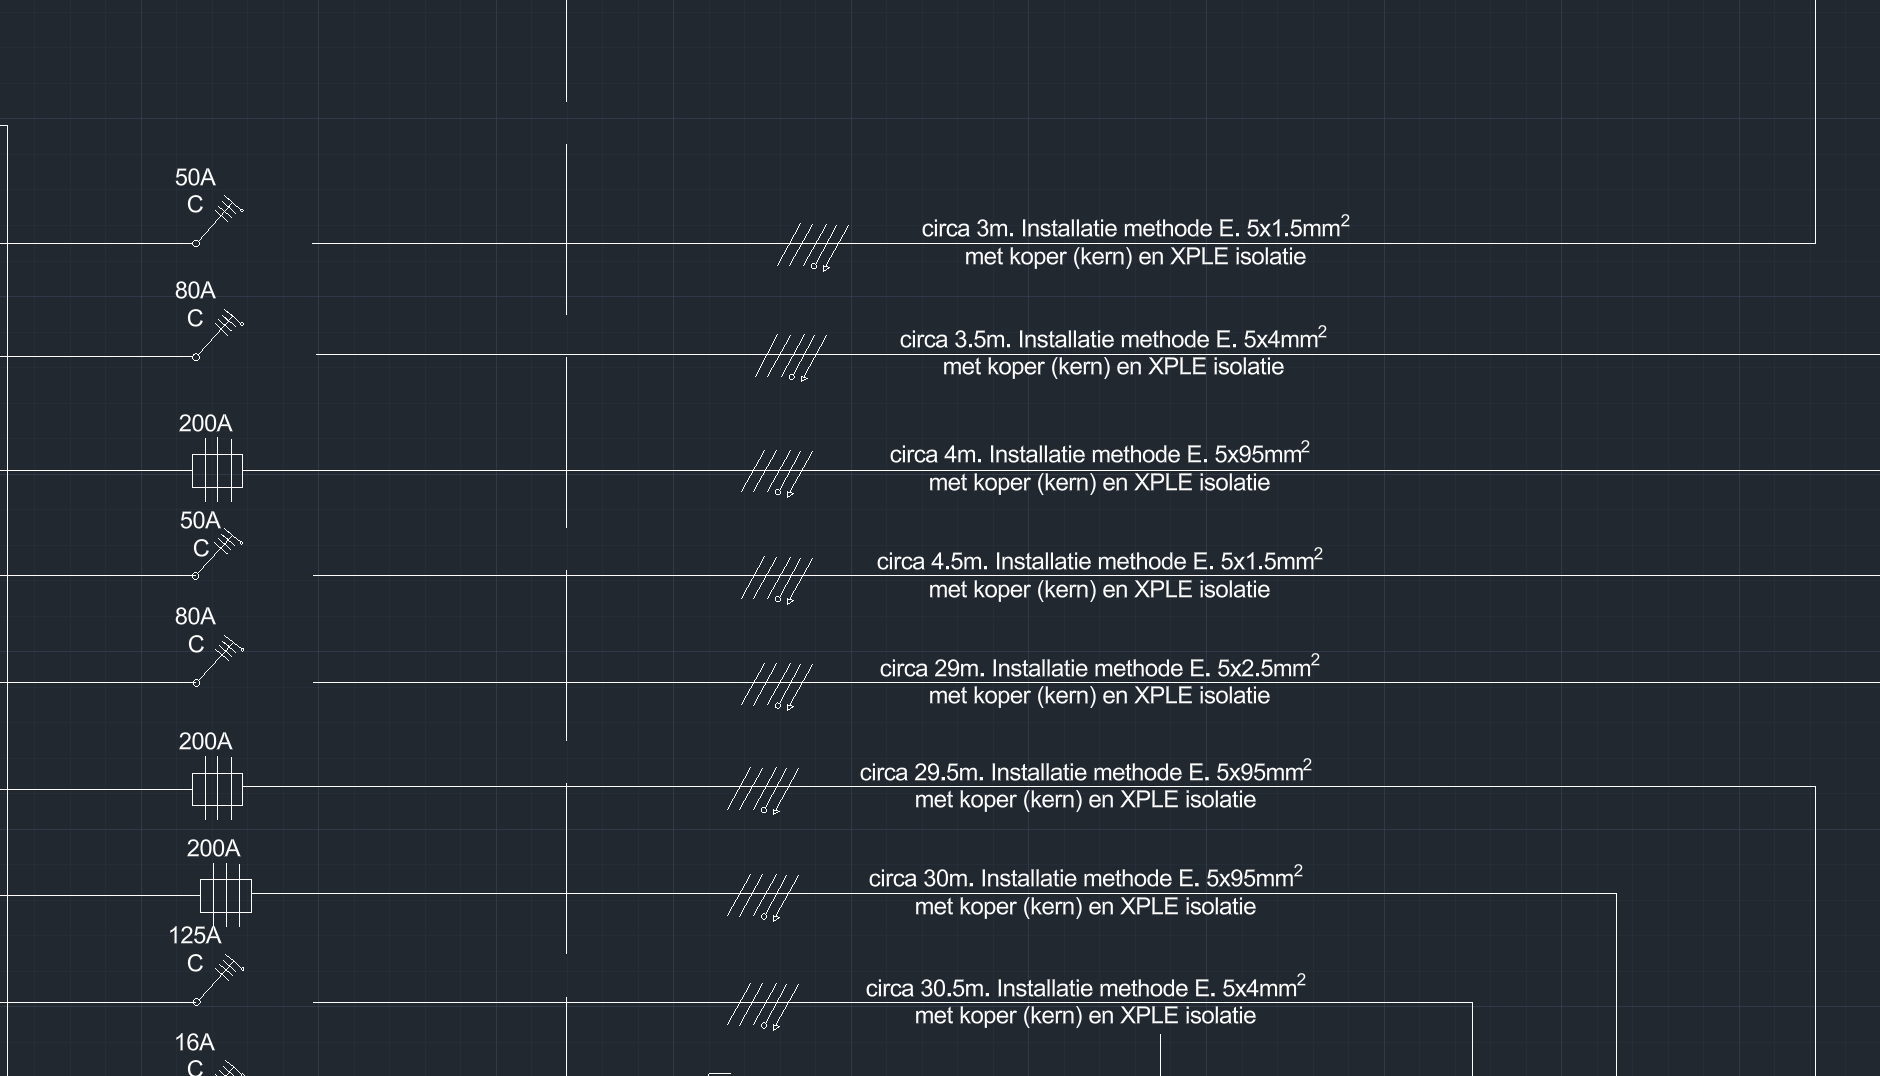 50A
C
circa 3m. Installatie methode E. 5x1.5mm²
met koper (kern) en XPLE isolatie
80A
C
circa 3.5m. Installatie methode E. 5x4mm²
met koper (kern) en XPLE isolatie
200A
circa 4m. Installatie methode E. 5x95mm²
met koper (kern) en XPLE isolatie
50A
C
circa 4.5m. Installatie methode E. 5x1.5mm²
met koper (kern) en XPLE isolatie
80A
C
circa 29m. Installatie methode E. 5x2.5mm²
met koper (kern) en XPLE isolatie
200A
circa 29.5m. Installatie methode E. 5x95mm²
met koper (kern) en XPLE isolatie
200A
circa 30m. Installatie methode E. 5x95mm²
met koper (kern) en XPLE isolatie
125A
C
circa 30.5m. Installatie methode E. 5x4mm²
met koper (kern) en XPLE isolatie
16A
C